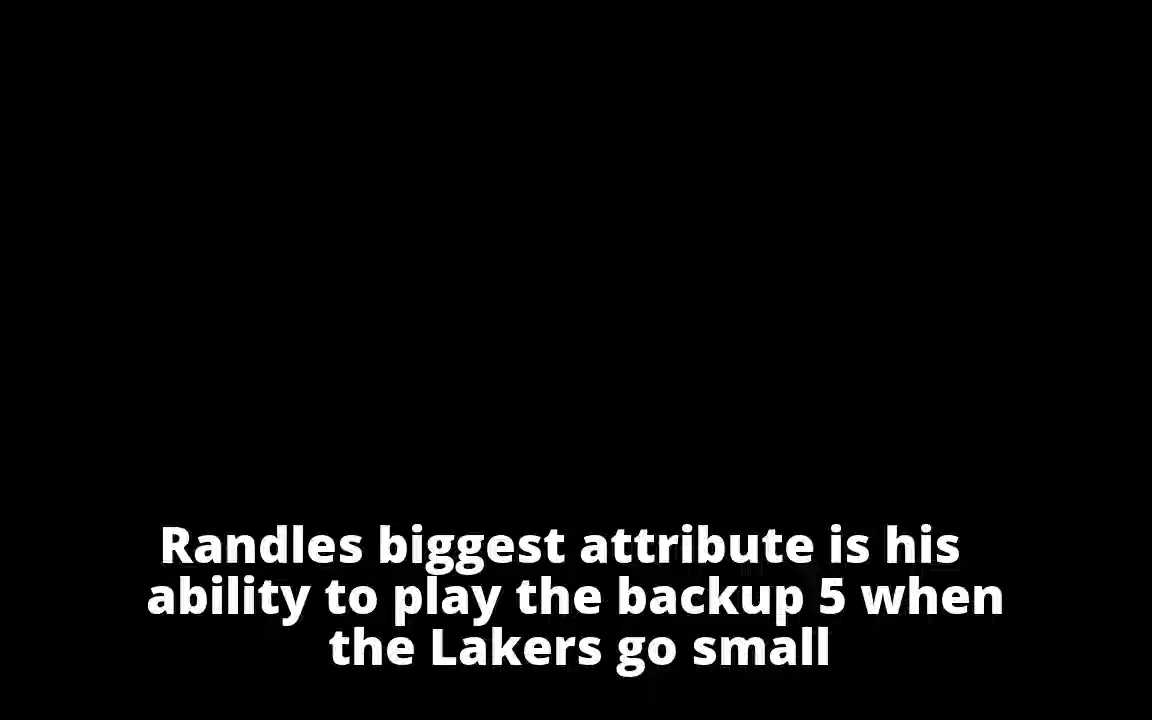 Randles biggest attribute is his
ability to play the backup 5 when
the Lakers go small